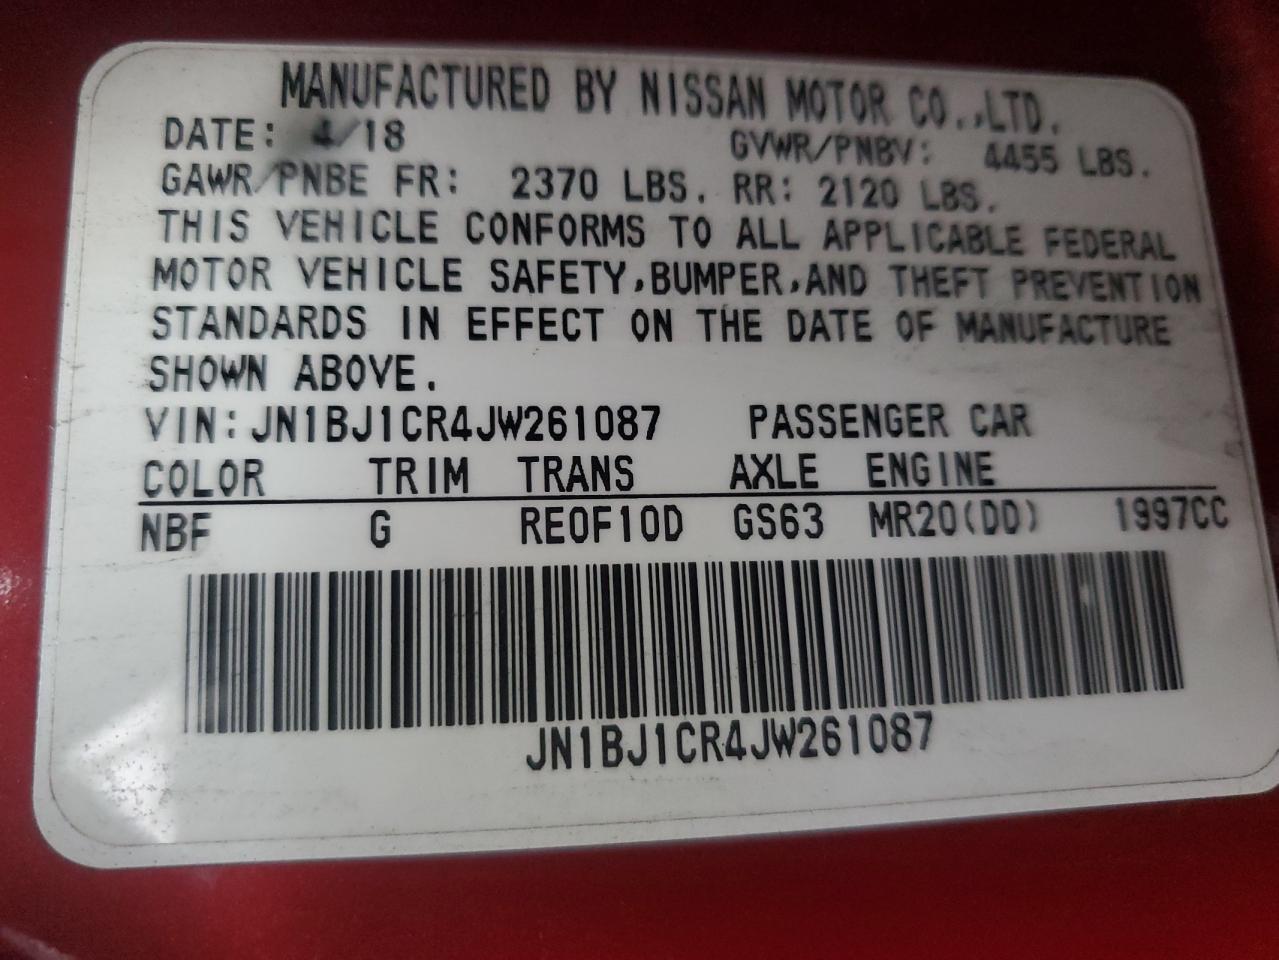 MANUFACTURED BY NISSAN MOTOR CO.,LTD.
DATE: 4/18 GVWR/PNBV: 4455 LBS.
GAWR/PNBE FR: 2370 LBS. RR: 2120 LBS.
THIS VEHICLE CONFORMS TO ALL APPLICABLE FEDERAL
MOTOR VEHICLE SAFETY,BUMPER,AND THEFT PREVENTION
STANDARDS IN EFFECT ON THE DATE OF MANUFACTURE
SHOWN ABOVE.
VIN:JN1BJ1CR4JW261087 PASSENGER CAR
COLOR TRIM TRANS AXLE ENGINE
NBF G RE0F10D GS63 MR20(DD) 1997CC
JN1BJ1CR4JW261087